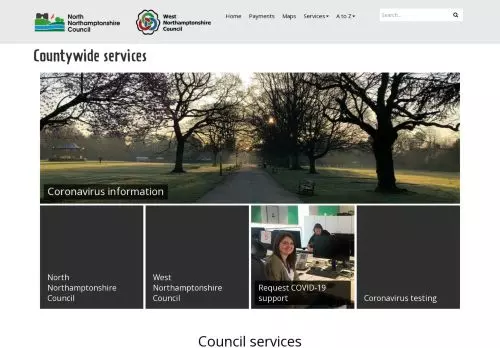 North
Northamptonshire
Council
West
Northamptonshire
Council
Home Payments Maps Services A to Z
Search...
Countywide services
Coronavirus information
North
Northamptonshire
Council
West
Northamptonshire
Council
Request COVID-19
support
Coronavirus testing
Council services